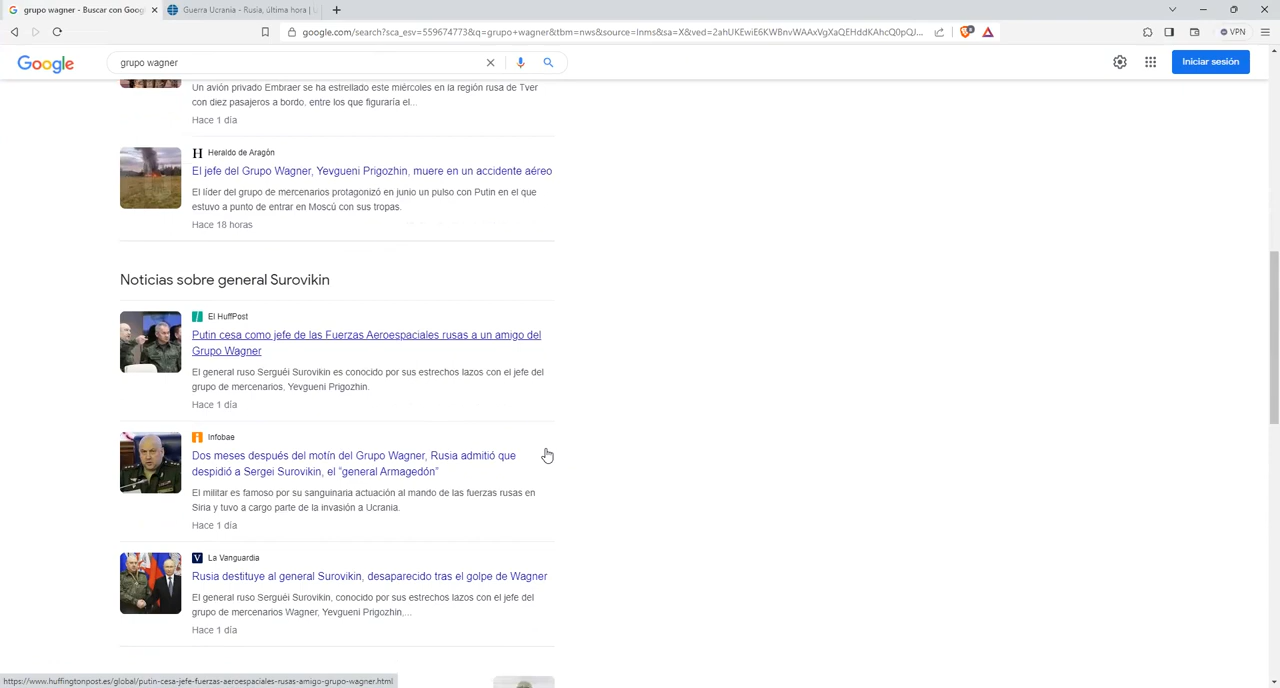 grupo wagner - Buscar con Goog
Guerra Ucrania - Rusia, última hora |
google.com/search?sca_esv=559674773&q=grupo+wagner&tbm=nws&source=lnms&sa=X&ved=2ahUKEwiE6KWBnvWAAxVgXaQEHddKAhcQ0pQJ...
VPN
Google
grupo wagner
Iniciar sesión
Un avión privado Embraer se ha estrellado este miércoles en la región rusa de Tver
con diez pasajeros a bordo, entre los que figuraría el...
Hace 1 día
H Heraldo de Aragón
El jefe del Grupo Wagner, Yevgueni Prigozhin, muere en un accidente aéreo
El líder del grupo de mercenarios protagonizó en junio un pulso con Putin en el que
estuvo a punto de entrar en Moscú con sus tropas.
Hace 18 horas
Noticias sobre general Surovikin
El HuffPost
Putin cesa como jefe de las Fuerzas Aeroespaciales rusas a un amigo del
Grupo Wagner
El general ruso Serguéi Surovikin es conocido por sus estrechos lazos con el jefe del
grupo de mercenarios, Yevgueni Prigozhin.
Hace 1 día
Infobae
Dos meses después del motín del Grupo Wagner, Rusia admitió que
despidió a Sergei Surovikin, el "general Armagedón"
El militar es famoso por su sanguinaria actuación al mando de las fuerzas rusas en
Siria y tuvo a cargo parte de la invasión a Ucrania.
Hace 1 día
V La Vanguardia
Rusia destituye al general Surovikin, desaparecido tras el golpe de Wagner
El general ruso Serguéi Surovikin, conocido por sus estrechos lazos con el jefe del
grupo de mercenarios Wagner, Yevgueni Prigozhin,...
Hace 1 día
https://www.huffingtonpost.es/global/putin-cesa-jefe-fuerzas-aeroespaciales-rusas-amigo-grupo-wagner.html